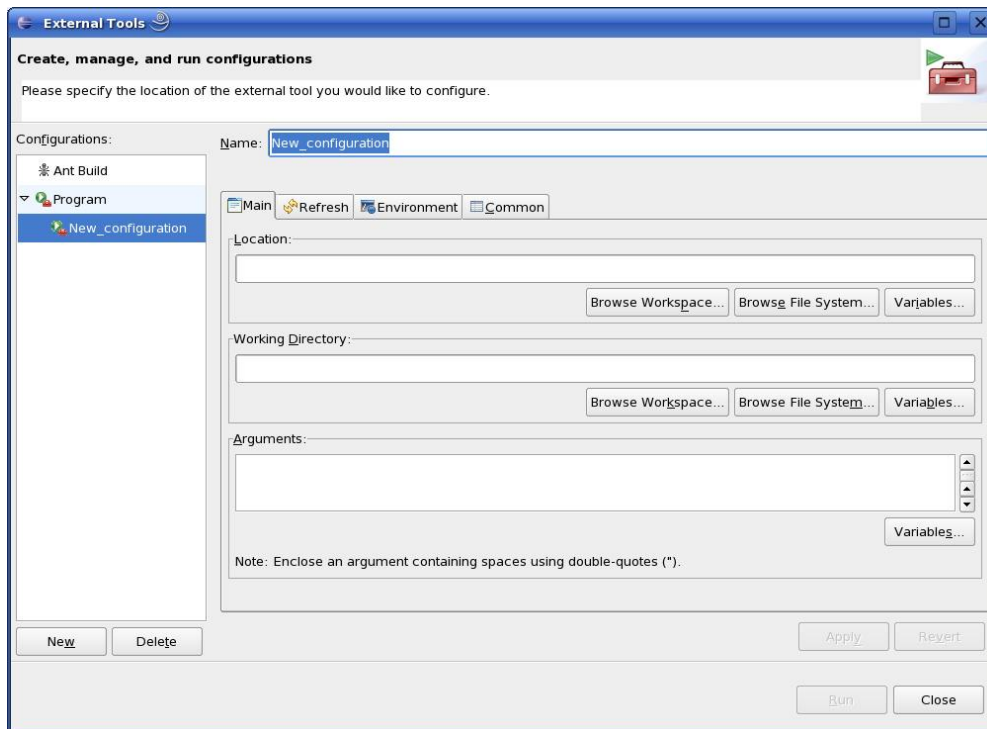 External Tools
Create, manage, and run configurations
Please specify the location of the external tool you would like to configure.
Configurations:
Name: New_configuration
Ant Build
Program
New_configuration
Main Refresh Environment Common
Location:
Browse Workspace... Browse File System... Variables...
Working Directory:
Browse Workspace... Browse File System... Variables...
Arguments:
Variables...
Note: Enclose an argument containing spaces using double-quotes (").
New Delete
Apply Revert
Run Close